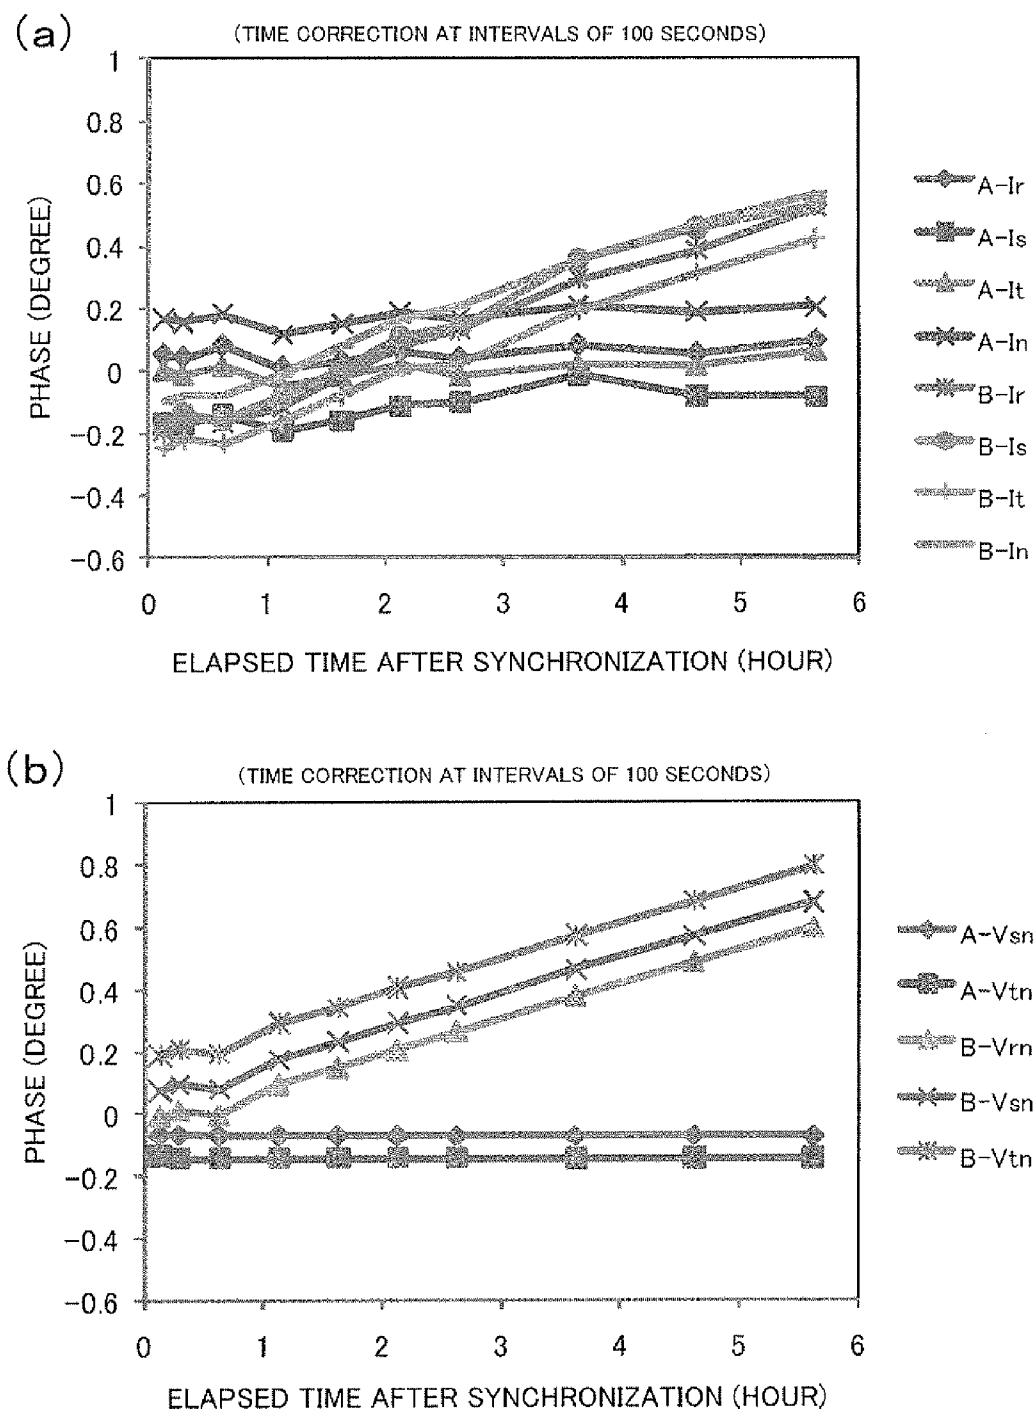 (a)
(TIME CORRECTION AT INTERVALS OF 100 SECONDS)
1
0.8
0.6
0.4
0.2
0
−0.2
−0.4
−0.6
PHASE (DEGREE)
0 1 2 3 4 5 6
ELAPSED TIME AFTER SYNCHRONIZATION (HOUR)
A-Ir
A-Is
A-It
A-In
B-Ir
B-Is
B-It
B-In
(b)
(TIME CORRECTION AT INTERVALS OF 100 SECONDS)
1
0.8
0.6
0.4
0.2
0
−0.2
−0.4
−0.6
PHASE (DEGREE)
0 1 2 3 4 5 6
ELAPSED TIME AFTER SYNCHRONIZATION (HOUR)
A-Vsn
A-Vtn
B-Vrn
B-Vsn
B-Vtn